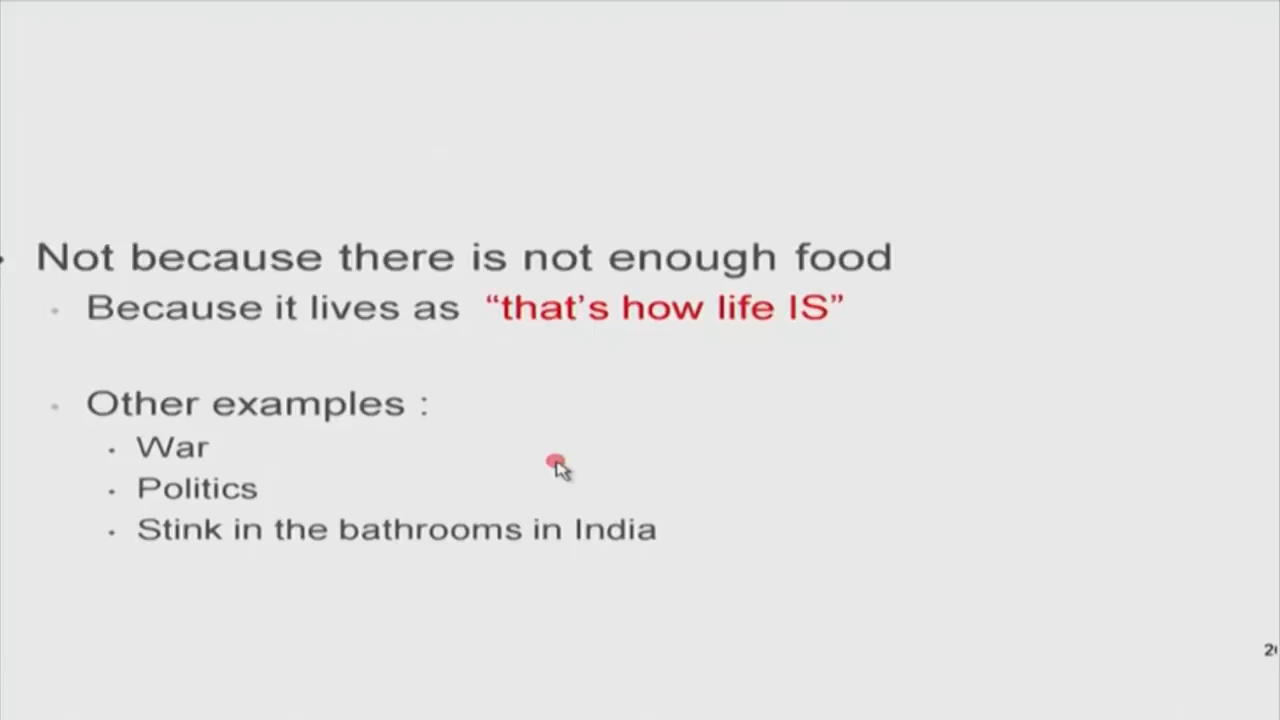 Not because there is not enough food
Because it lives as “that’s how life IS”
Other examples :
War
Politics
Stink in the bathrooms in India